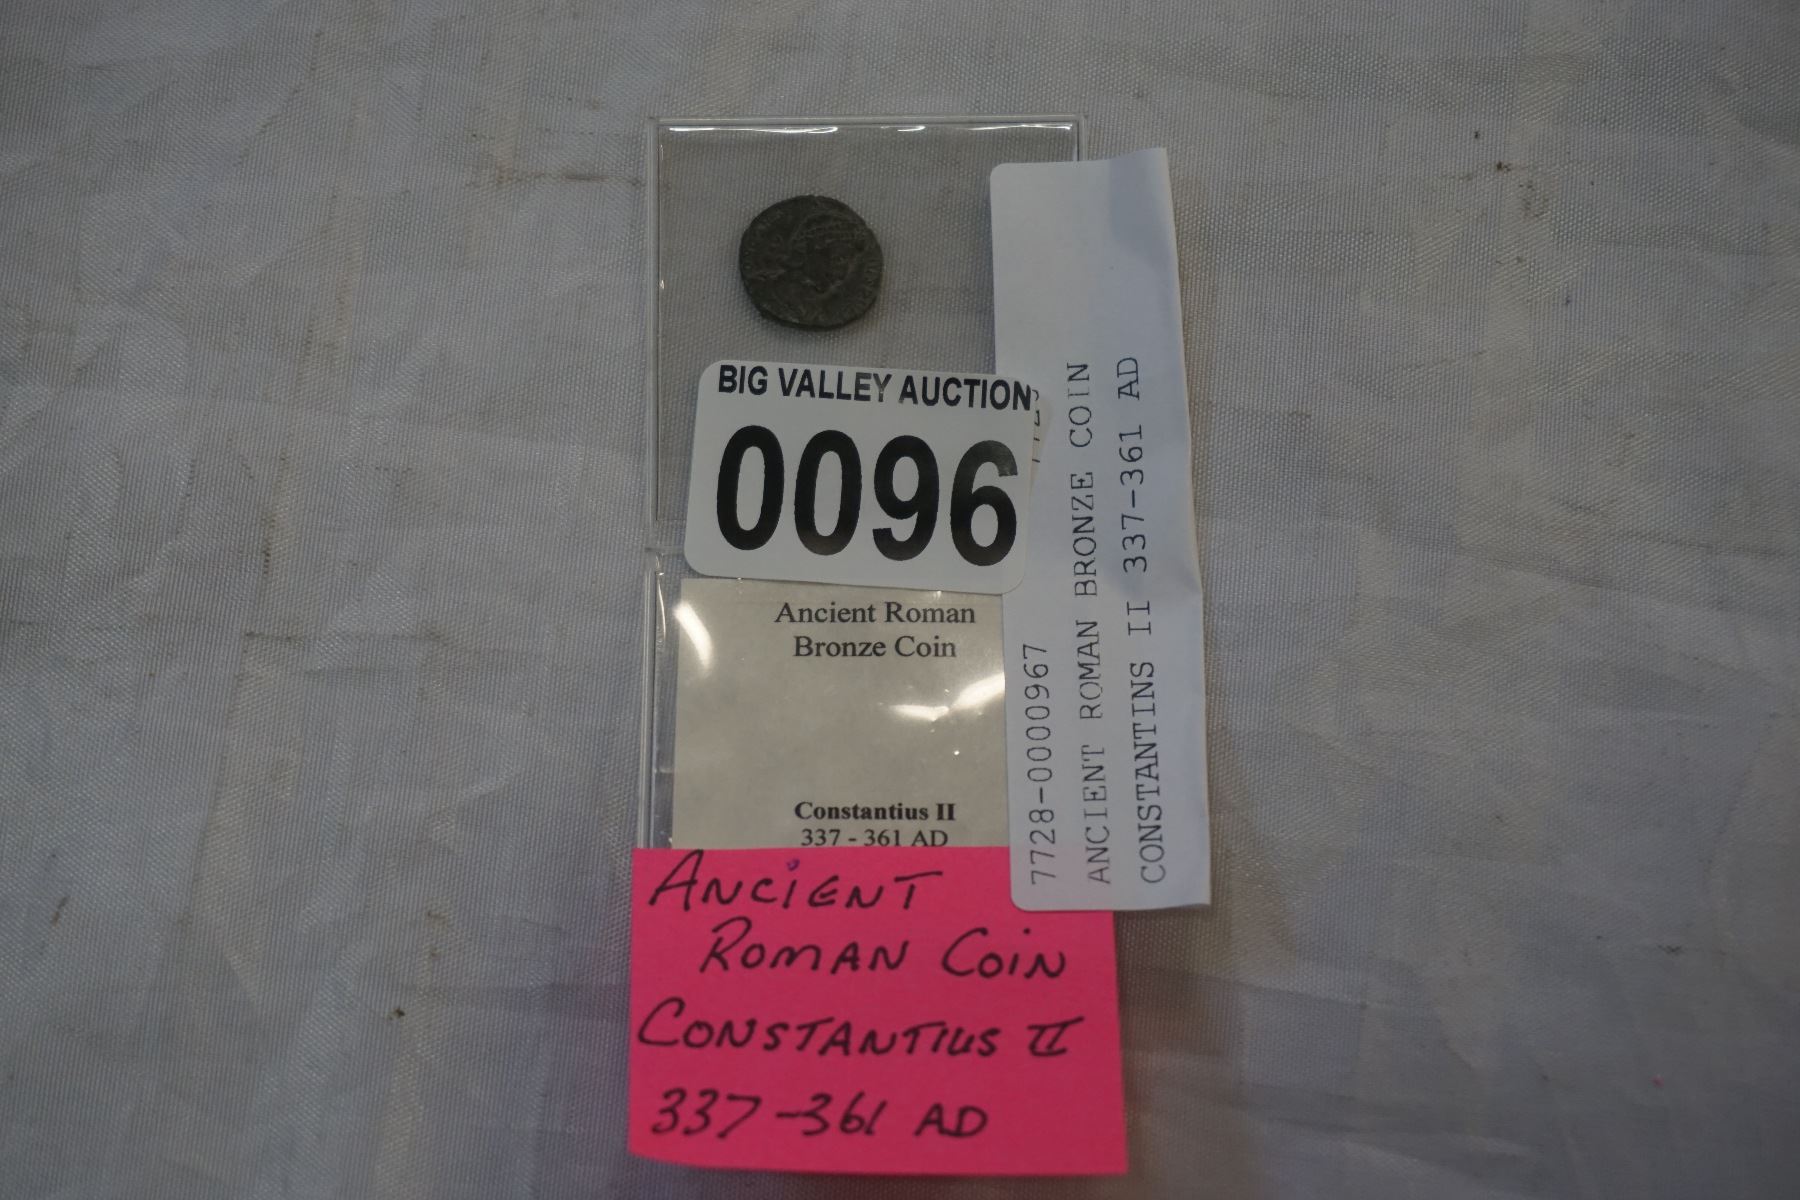 BIG VALLEY AUCTION
0096
Ancient Roman
Bronze Coin
Constantius II
337 - 361 AD
7728-0000967
ANCIENT ROMAN BRONZE COIN
CONSTANTINS II 337-361 AD
ANCIENT
ROMAN COIN
CONSTANTIUS II
337-361 AD